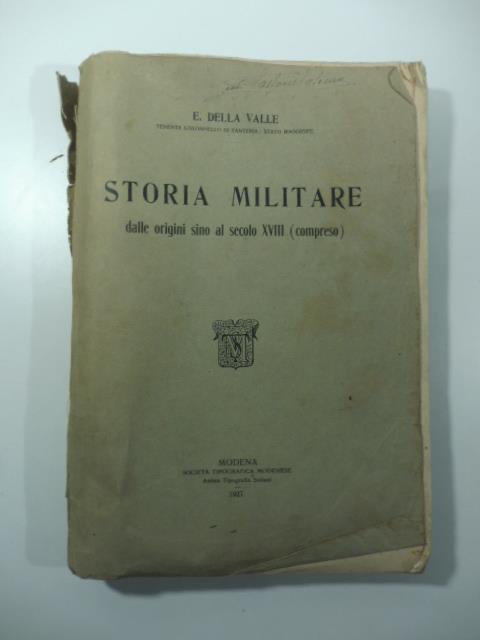 E. DELLA VALLE
TENENTE COLONNELLO DI FANTERIA - STATO MAGGIORE
STORIA MILITARE
dalle origini sino al secolo XVIII (compreso)
MODENA
SOCIETÀ TIPOGRAFICA MODENESE
Antica Tipografia Soliani
1927